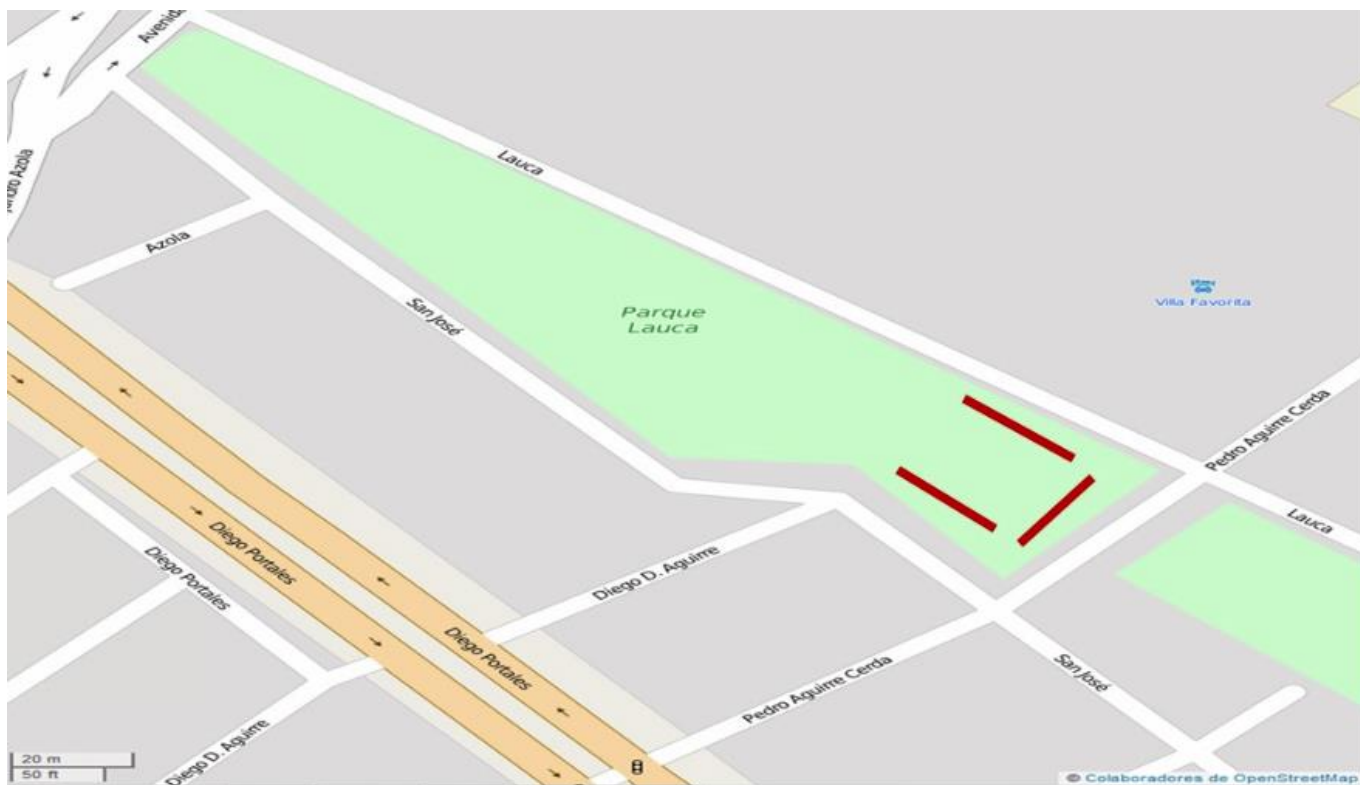 Avenida
Lauca
Azola
San José
Parque
Lauca
Villa Favorita
Pedro Aguirre Cerda
Lauca
Diego Portales
Diego Portales
Diego D. Aguirre
Diego Portales
Pedro Aguirre Cerda
San José
Diego D. Aguirre
20 m
50 ft
© Colaboradores de OpenStreetMap